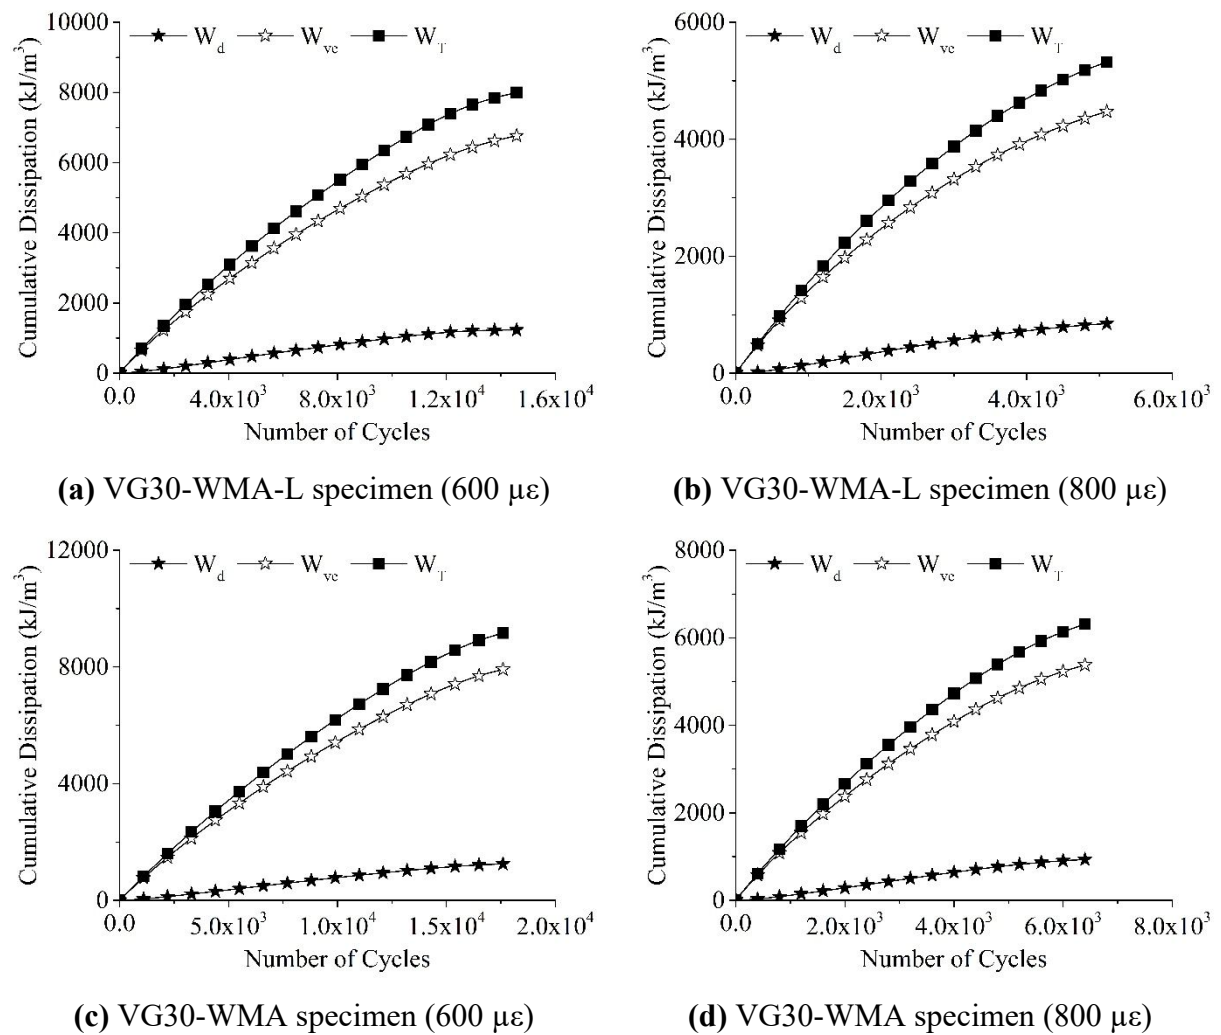 10000
W_d W_ve W_T
8000
6000
4000
2000
0
Cumulative Dissipation (kJ/m³)
0.0 4.0x10³ 8.0x10³ 1.2x10⁴ 1.6x10⁴
Number of Cycles
(a) VG30-WMA-L specimen (600 µε)
6000
W_d W_ve W_T
4000
2000
0
Cumulative Dissipation (kJ/m³)
0.0 2.0x10³ 4.0x10³ 6.0x10³
Number of Cycles
(b) VG30-WMA-L specimen (800 µε)
12000
W_d W_ve W_T
8000
4000
0
Cumulative Dissipation (kJ/m³)
0.0 5.0x10³ 1.0x10⁴ 1.5x10⁴ 2.0x10⁴
Number of Cycles
(c) VG30-WMA specimen (600 µε)
8000
W_d W_ve W_T
6000
4000
2000
0
Cumulative Dissipation (kJ/m³)
0.0 2.0x10³ 4.0x10³ 6.0x10³ 8.0x10³
Number of Cycles
(d) VG30-WMA specimen (800 µε)